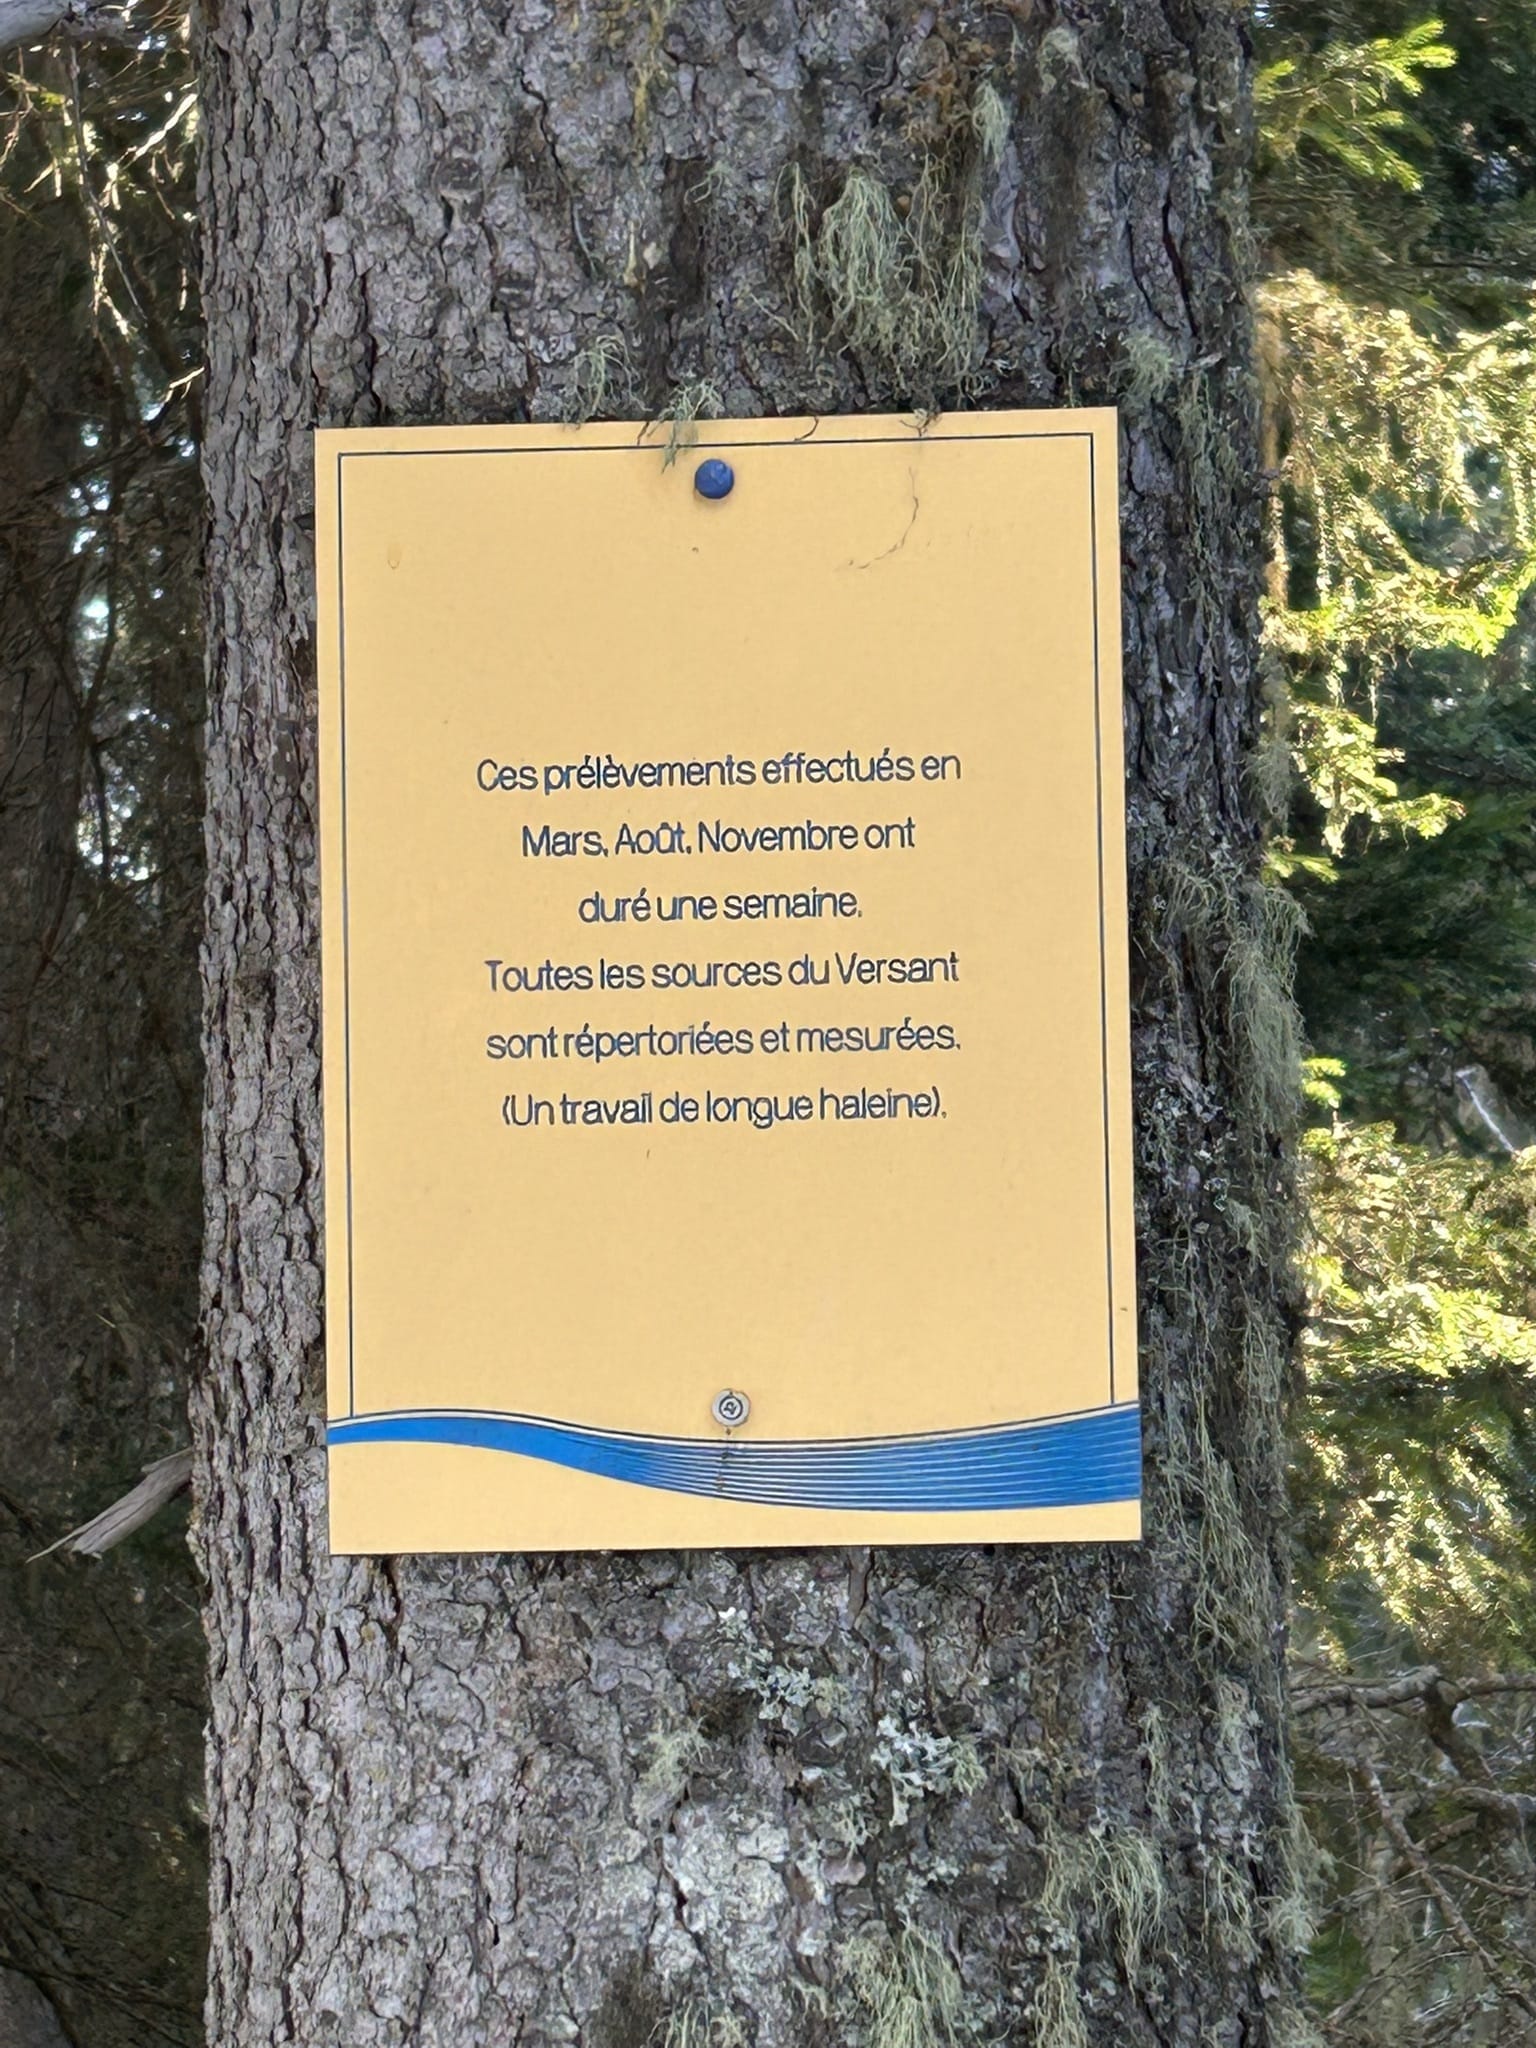 Ces prélèvements effectués en
Mars, Août, Novembre ont
duré une semaine.
Toutes les sources du Versant
sont répertoriées et mesurées.
(Un travail de longue haleine).